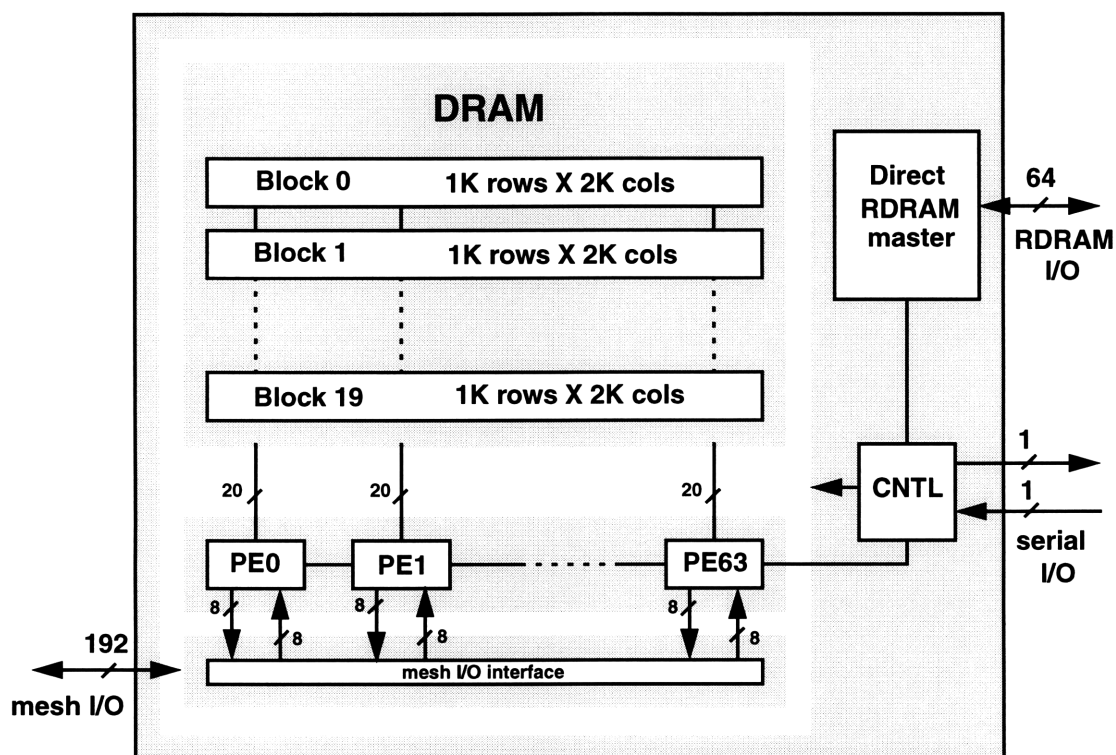 DRAM
Block 0 1K rows X 2K cols
Block 1 1K rows X 2K cols
Block 19 1K rows X 2K cols
Direct
RDRAM
master
64
RDRAM
I/O
1
CNTL
1
serial
I/O
20 20 20
PE0 PE1 PE63
8 8 8 8 8 8
192
mesh I/O
mesh I/O interface